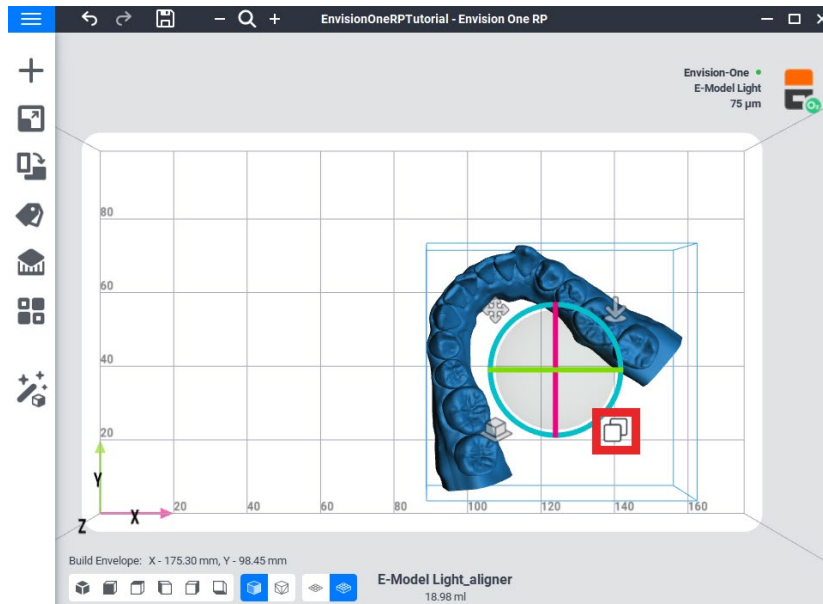 EnvisionOneRPTutorial - Envision One RP
Envision-One
E-Model Light
75 µm
80
60
40
20
Y
Z
X
20
40
60
80
100
120
140
160
Build Envelope: X - 175.30 mm, Y - 98.45 mm
E-Model Light_aligner
18.98 ml